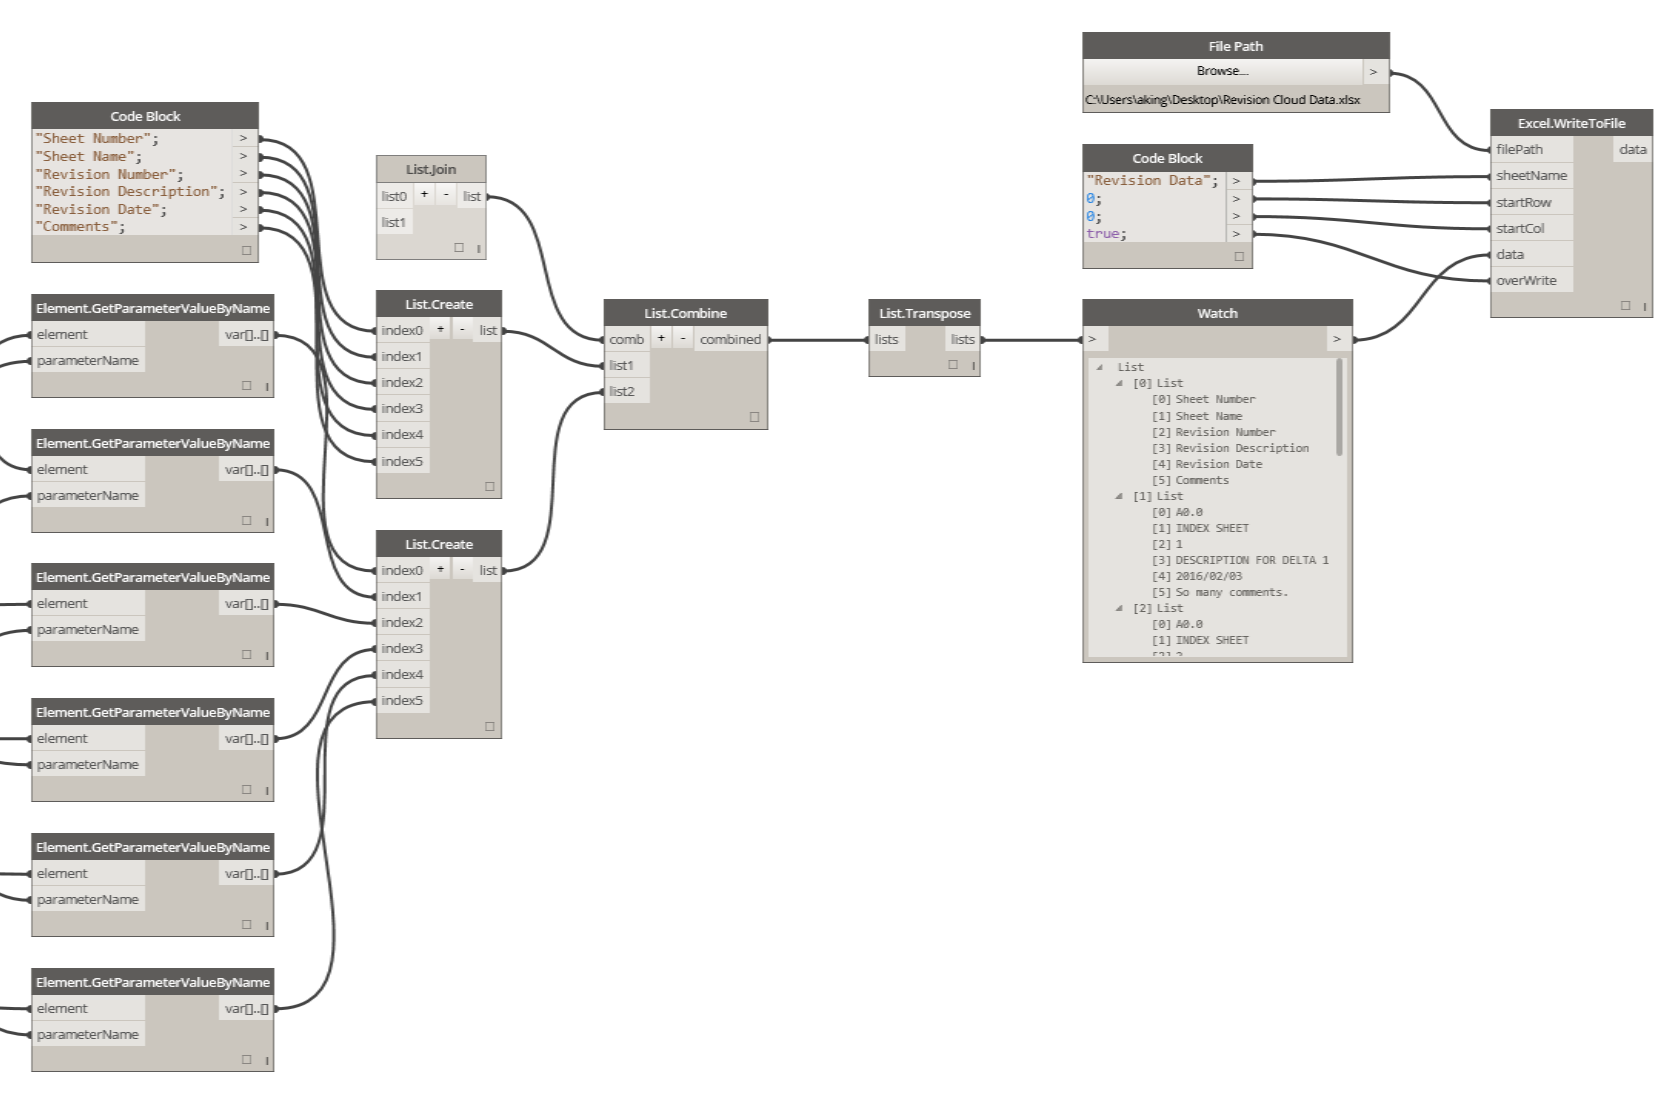 Code Block
"Sheet Number"; >
"Sheet Name"; >
"Revision Number"; >
"Revision Description"; >
"Revision Date"; >
"Comments"; >
Element.GetParameterValueByName
element var[]..[]
parameterName
Element.GetParameterValueByName
element var[]..[]
parameterName
Element.GetParameterValueByName
element var[]..[]
parameterName
Element.GetParameterValueByName
element var[]..[]
parameterName
Element.GetParameterValueByName
element var[]..[]
parameterName
Element.GetParameterValueByName
element var[]..[]
parameterName
List.Join
list0 + - list
list1
List.Create
index0 + - list
index1
index2
index3
index4
index5
List.Create
index0 + - list
index1
index2
index3
index4
index5
List.Combine
comb + - combined
list1
list2
List.Transpose
lists lists
File Path
Browse... >
C:\Users\aking\Desktop\Revision Cloud Data.xlsx
Code Block
"Revision Data"; >
0; >
0; >
true; >
Watch
> >
List
[0] List
[0] Sheet Number
[1] Sheet Name
[2] Revision Number
[3] Revision Description
[4] Revision Date
[5] Comments
[1] List
[0] A0.0
[1] INDEX SHEET
[2] 1
[3] DESCRIPTION FOR DELTA 1
[4] 2016/02/03
[5] So many comments.
[2] List
[0] A0.0
[1] INDEX SHEET
Excel.WriteToFile
filePath data
sheetName
startRow
startCol
data
overWrite